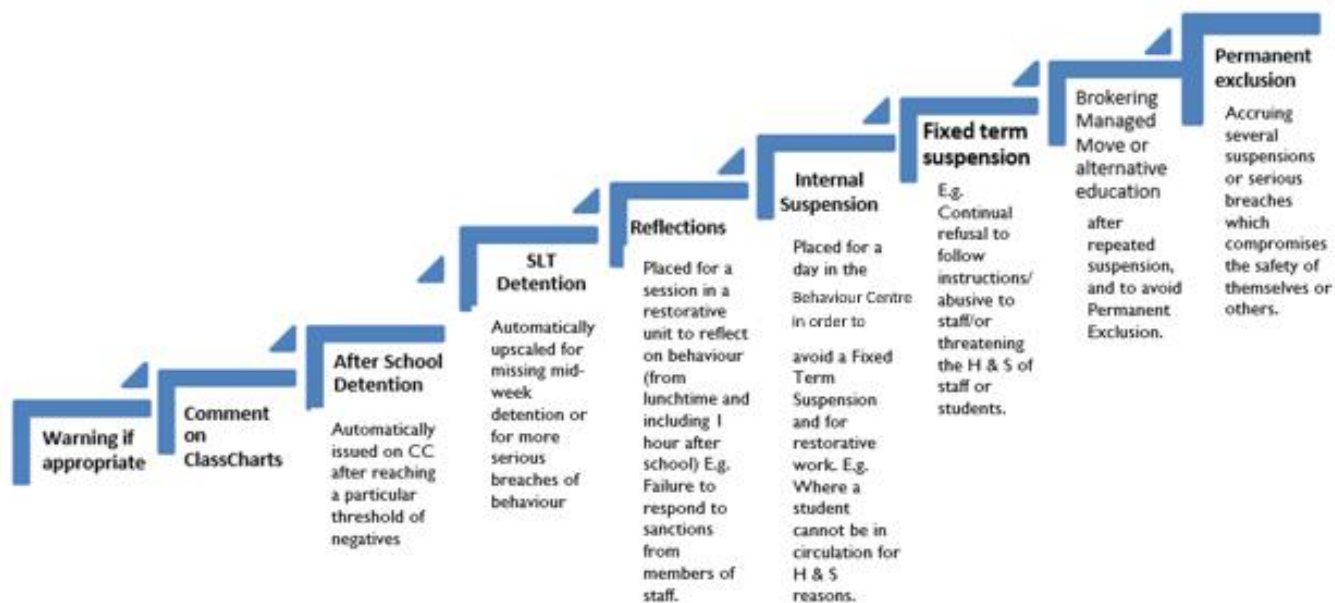 Warning if
appropriate
Comment
on
ClassCharts
After School
Detention
Automatically
issued on CC
after reaching
a particular
threshold of
negatives
SLT
Detention
Automatically
upscaled for
missing mid-
week
detention or
for more
serious
breaches of
behaviour
Reflections
Placed for a
session in a
restorative
unit to reflect
on behaviour
(from
lunchtime and
including 1
hour after
school) E.g.
Failure to
respond to
sanctions
from
members of
staff.
Internal
Suspension
Placed for a
day in the
Behaviour Centre
in order to
avoid a Fixed
Term
Suspension
and for
restorative
work. E.g.
Where a
student
cannot be in
circulation for
H & S
reasons.
Fixed term
suspension
E.g.
Continual
refusal to
follow
instructions/
abusive to
staff/or
threatening
the H & S of
staff or
students.
Brokering
Managed
Move or
alternative
education
after
repeated
suspension,
and to avoid
Permanent
Exclusion.
Permanent
exclusion
Accruing
several
suspensions
or serious
breaches
which
compromises
the safety of
themselves or
others.